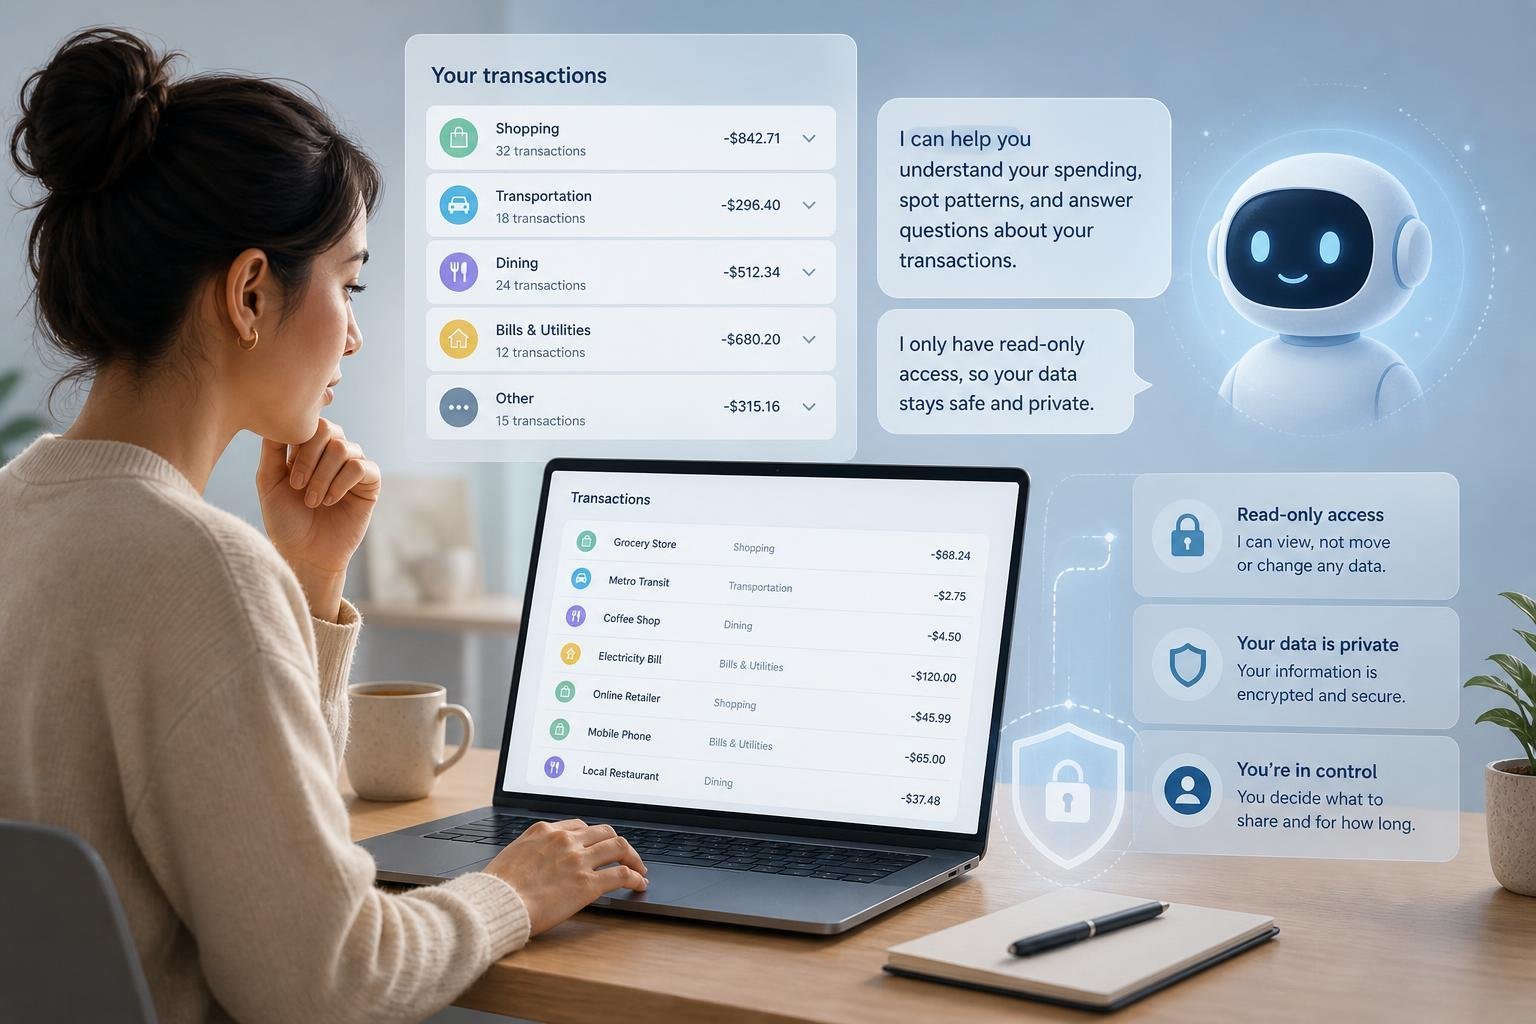 Your transactions
Shopping
32 transactions
-$842.71
Transportation
18 transactions
-$296.40
Dining
24 transactions
-$512.34
Bills & Utilities
12 transactions
-$680.20
Other
15 transactions
-$315.16
I can help you
understand your spending,
spot patterns, and answer
questions about your
transactions.
I only have read-only
access, so your data
stays safe and private.
Transactions
Grocery Store Shopping -$68.24
Metro Transit Transportation -$2.75
Coffee Shop Dining -$4.50
Electricity Bill Bills & Utilities -$120.00
Online Retailer Shopping -$45.99
Mobile Phone Bills & Utilities -$65.00
Local Restaurant Dining -$37.48
Read-only access
I can view, not move
or change any data.
Your data is private
Your information is
encrypted and secure.
You're in control
You decide what to
share and for how long.